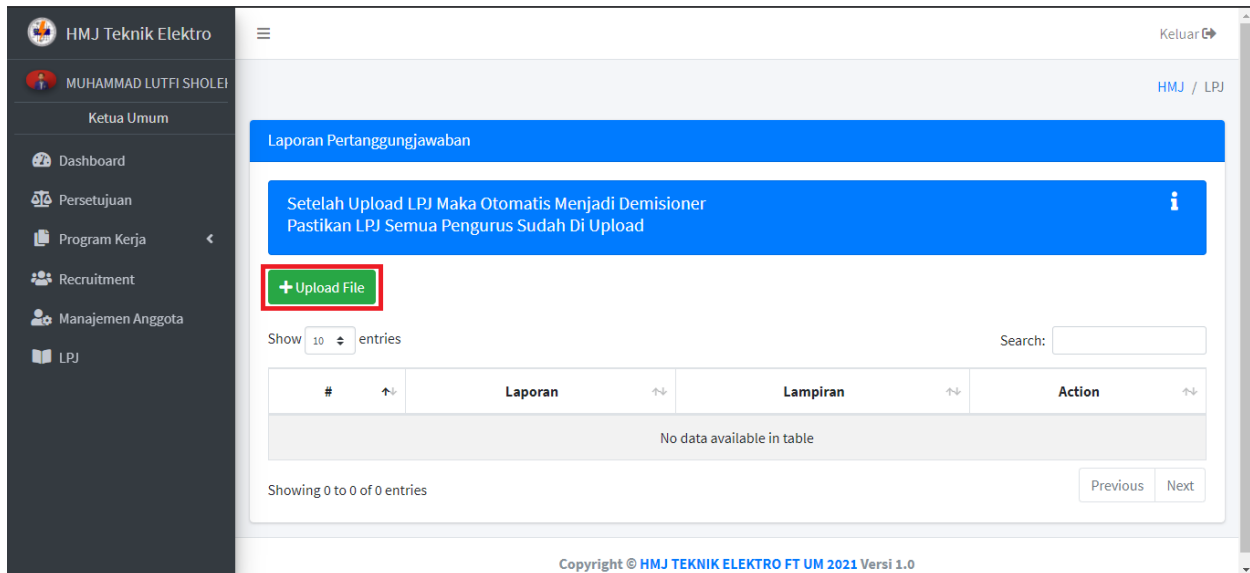 HMJ Teknik Elektro
Keluar
MUHAMMAD LUTFI SHOLEH
Ketua Umum
HMJ / LPJ
Dashboard
Persetujuan
Program Kerja
Recruitment
Manajemen Anggota
LPJ
Laporan Pertanggungjawaban
Setelah Upload LPJ Maka Otomatis Menjadi Demisioner
Pastikan LPJ Semua Pengurus Sudah Di Upload
Upload File
Show 10 entries
Search:
# Laporan Lampiran Action
No data available in table
Showing 0 to 0 of 0 entries
Previous Next
Copyright © HMJ TEKNIK ELEKTRO FT UM 2021 Versi 1.0